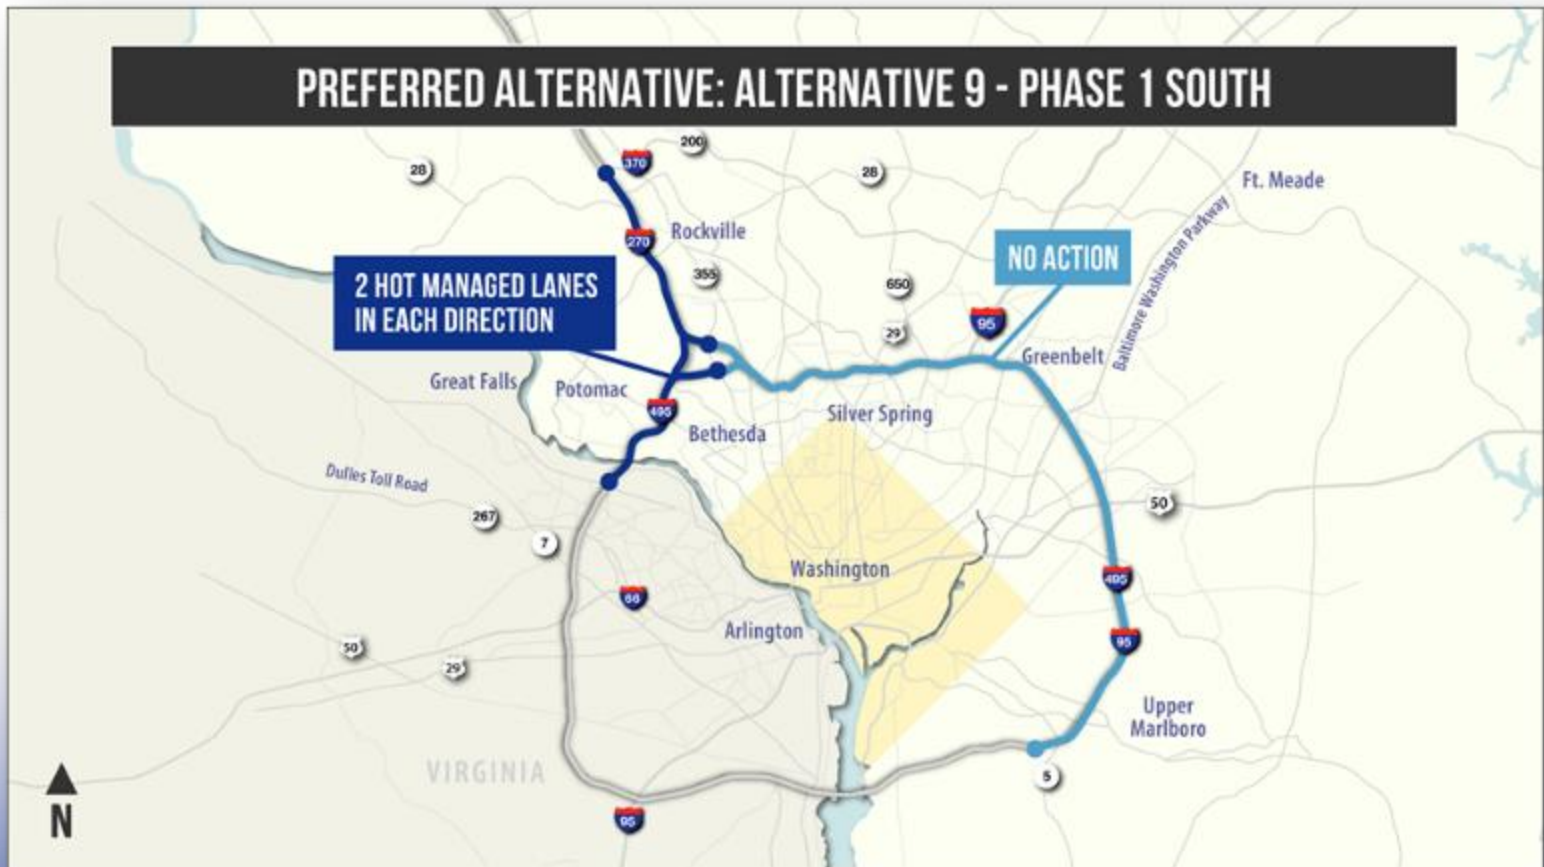 PREFERRED ALTERNATIVE: ALTERNATIVE 9 - PHASE 1 SOUTH
200
370
28
28
Ft. Meade
Rockville
270
NO ACTION
355
2 HOT MANAGED LANES
IN EACH DIRECTION
650
Baltimore Washington Parkway
95
29
Greenbelt
Great Falls
Potomac
495
Silver Spring
Bethesda
Dulles Toll Road
267
50
7
Washington
495
66
Arlington
95
50
29
Upper
Marlboro
VIRGINIA
5
N
95